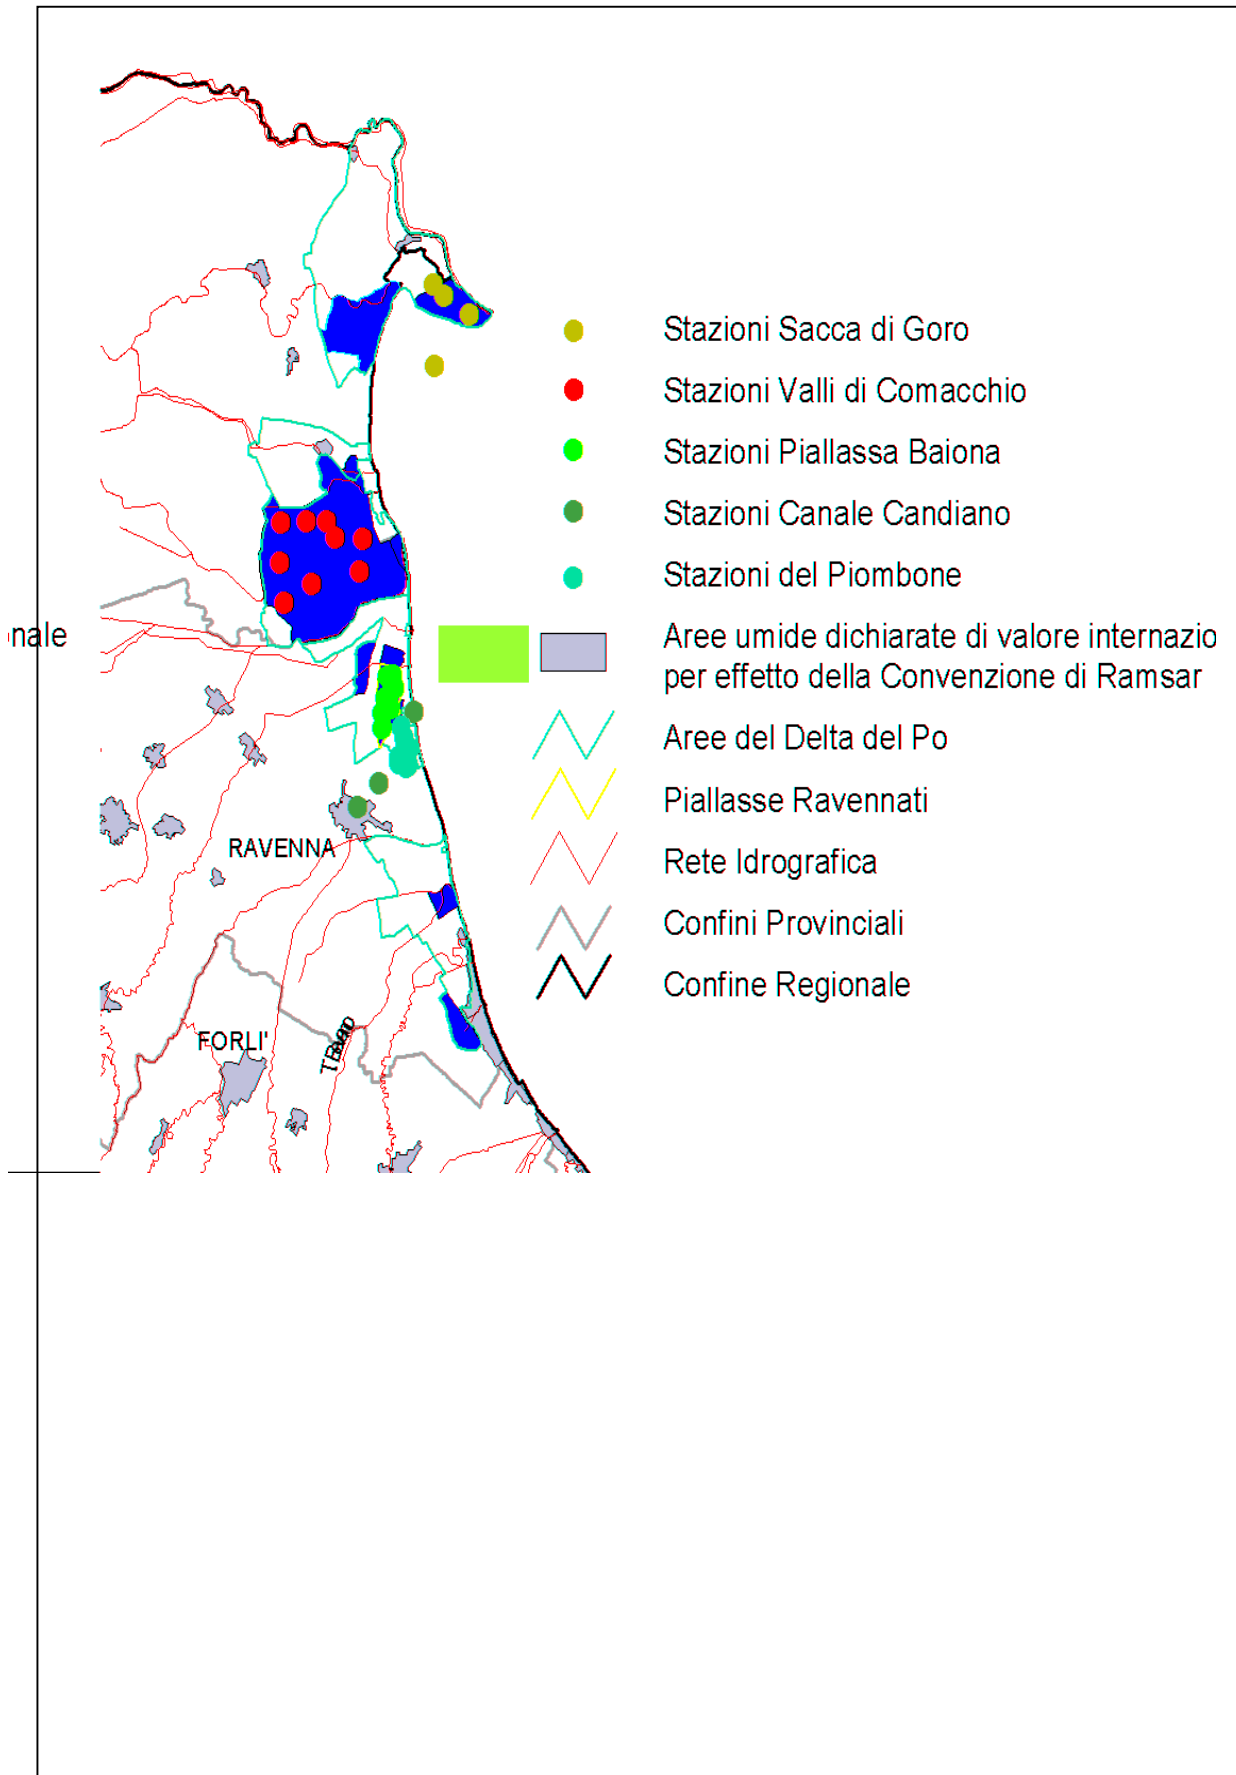 Stazioni Sacca di Goro
Stazioni Valli di Comacchio
Stazioni Piallassa Baiona
Stazioni Canale Candiano
Stazioni del Piombone
nale
Aree umide dichiarate di valore internazio
per effetto della Convenzione di Ramsar
Aree del Delta del Po
Piallasse Ravennati
RAVENNA
Rete Idrografica
Confini Provinciali
Confine Regionale
FORLI'